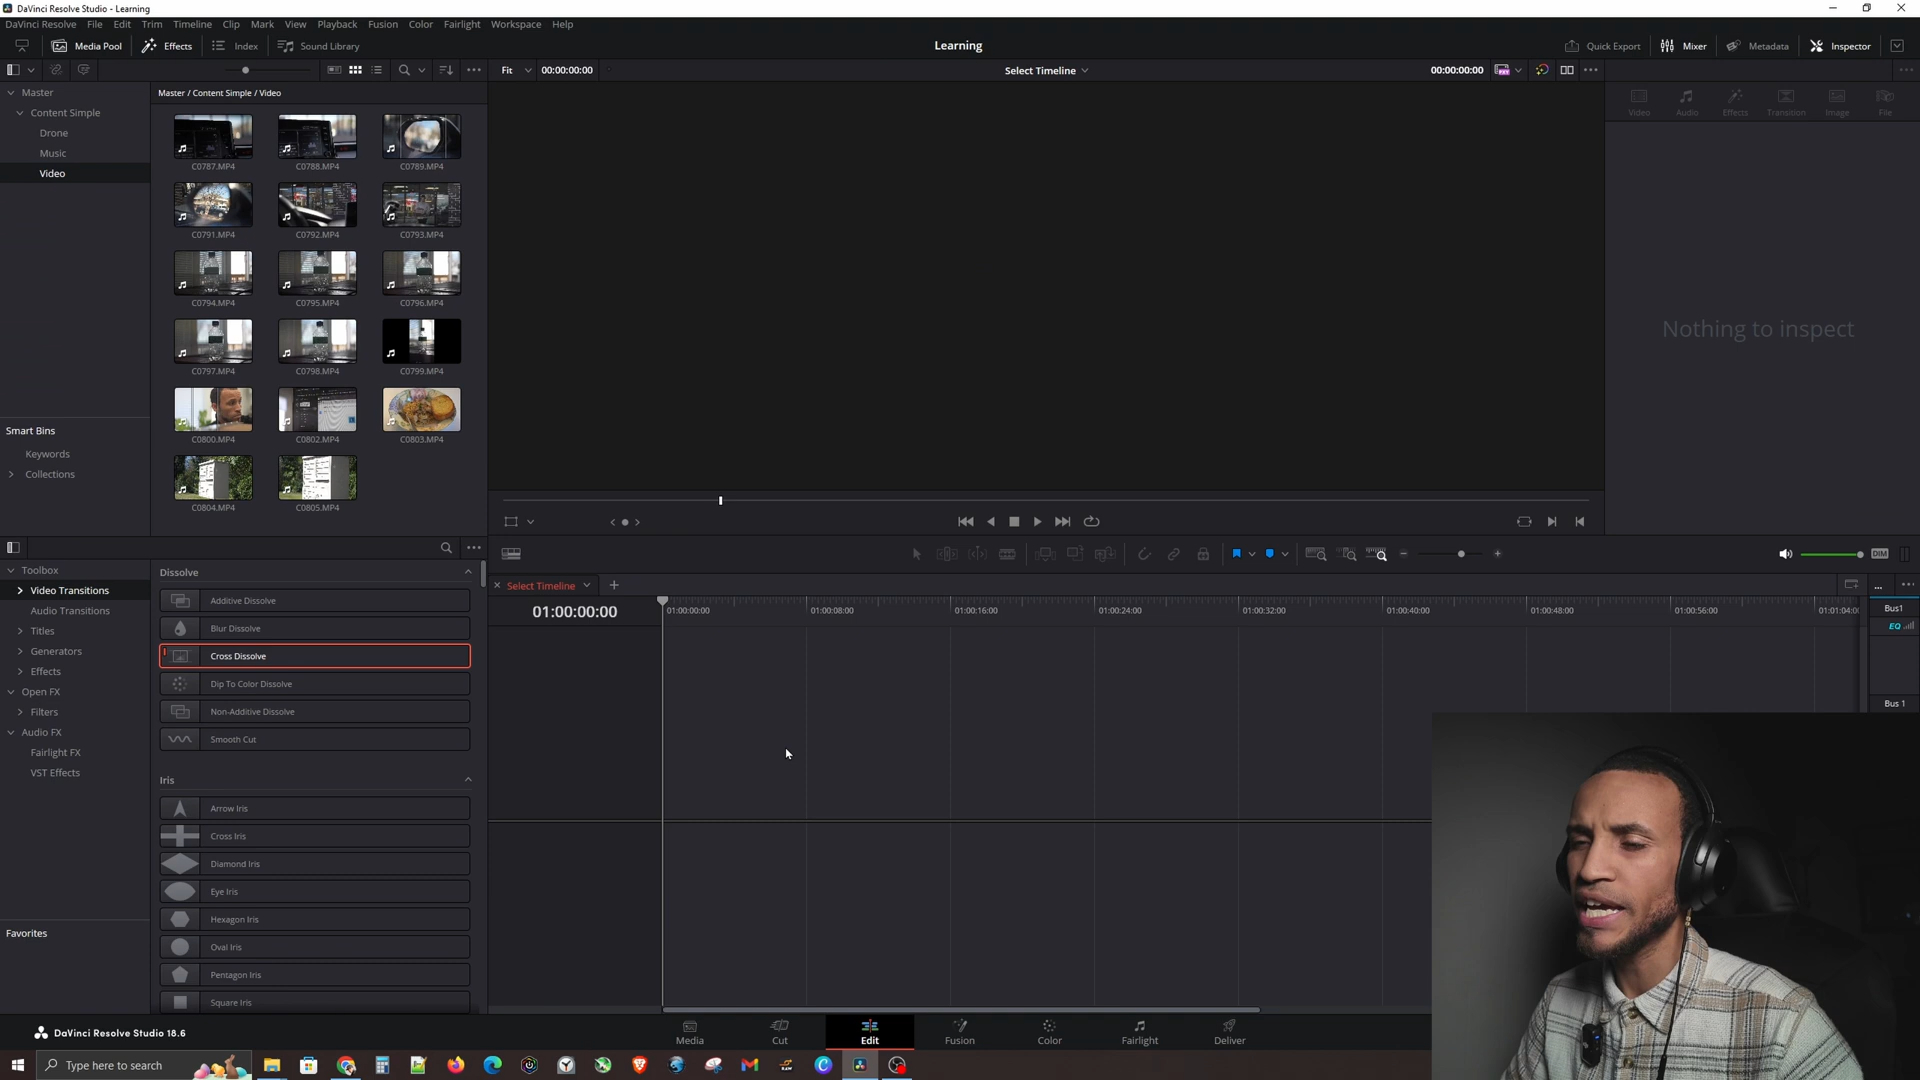 DaVinci Resolve Studio - Learning
DaVinci Resolve File Edit Trim Timeline Clip Mark View Playback Fusion Color Fairlight Workspace Help
Media Pool Effects Index Sound Library Learning Quick Export Mixer Metadata Inspector
Fit 00:00:00:00 Select Timeline 00:00:00:00
Master
Content Simple
Drone
Music
Video
Master / Content Simple / Video
C0787.MP4 C0788.MP4 C0789.MP4
C0791.MP4 C0792.MP4 C0793.MP4
C0794.MP4 C0795.MP4 C0796.MP4
C0797.MP4 C0798.MP4 C0799.MP4
C0800.MP4 C0802.MP4 C0803.MP4
C0804.MP4 C0805.MP4
Smart Bins
Keywords
Collections
Video Audio Effects Transition Image File
Nothing to inspect
Toolbox
Video Transitions
Audio Transitions
Titles
Generators
Effects
Open FX
Filters
Audio FX
Fairlight FX
VST Effects
Favorites
Dissolve
Additive Dissolve
Blur Dissolve
Cross Dissolve
Dip To Color Dissolve
Non-Additive Dissolve
Smooth Cut
Iris
Arrow Iris
Cross Iris
Diamond Iris
Eye Iris
Hexagon Iris
Oval Iris
Pentagon Iris
Square Iris
DIM
Select Timeline
01:00:00:00
01:00:00:00 01:00:08:00 01:00:16:00 01:00:24:00 01:00:32:00 01:00:40:00 01:00:48:00 01:00:56:00 01:01:04:00
Bus1
EQ
Bus 1
DaVinci Resolve Studio 18.6
Media Cut Edit Fusion Color Fairlight Deliver
Type here to search